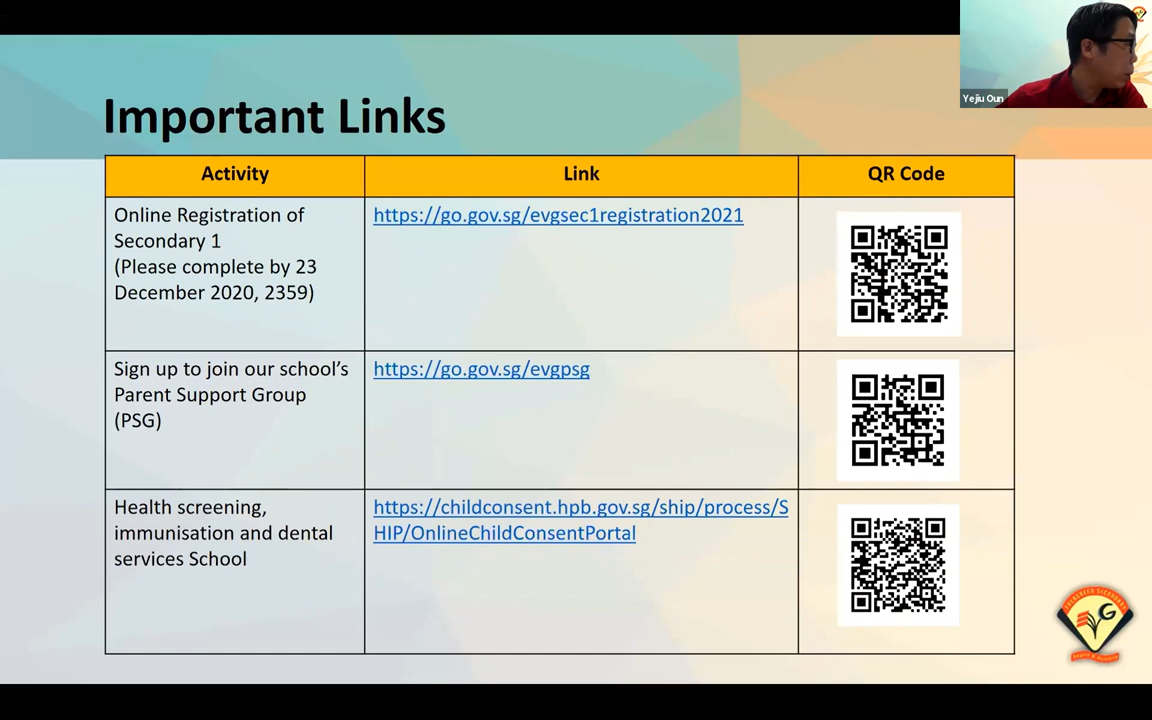 Yejiu Oun
Important Links
Activity
Link
QR Code
Online Registration of
Secondary 1
(Please complete by 23
December 2020, 2359)
https://go.gov.sg/evgsec1registration2021
Sign up to join our school’s
Parent Support Group
(PSG)
https://go.gov.sg/evgpsg
Health screening,
immunisation and dental
services School
https://childconsent.hpb.gov.sg/ship/process/S
HIP/OnlineChildConsentPortal